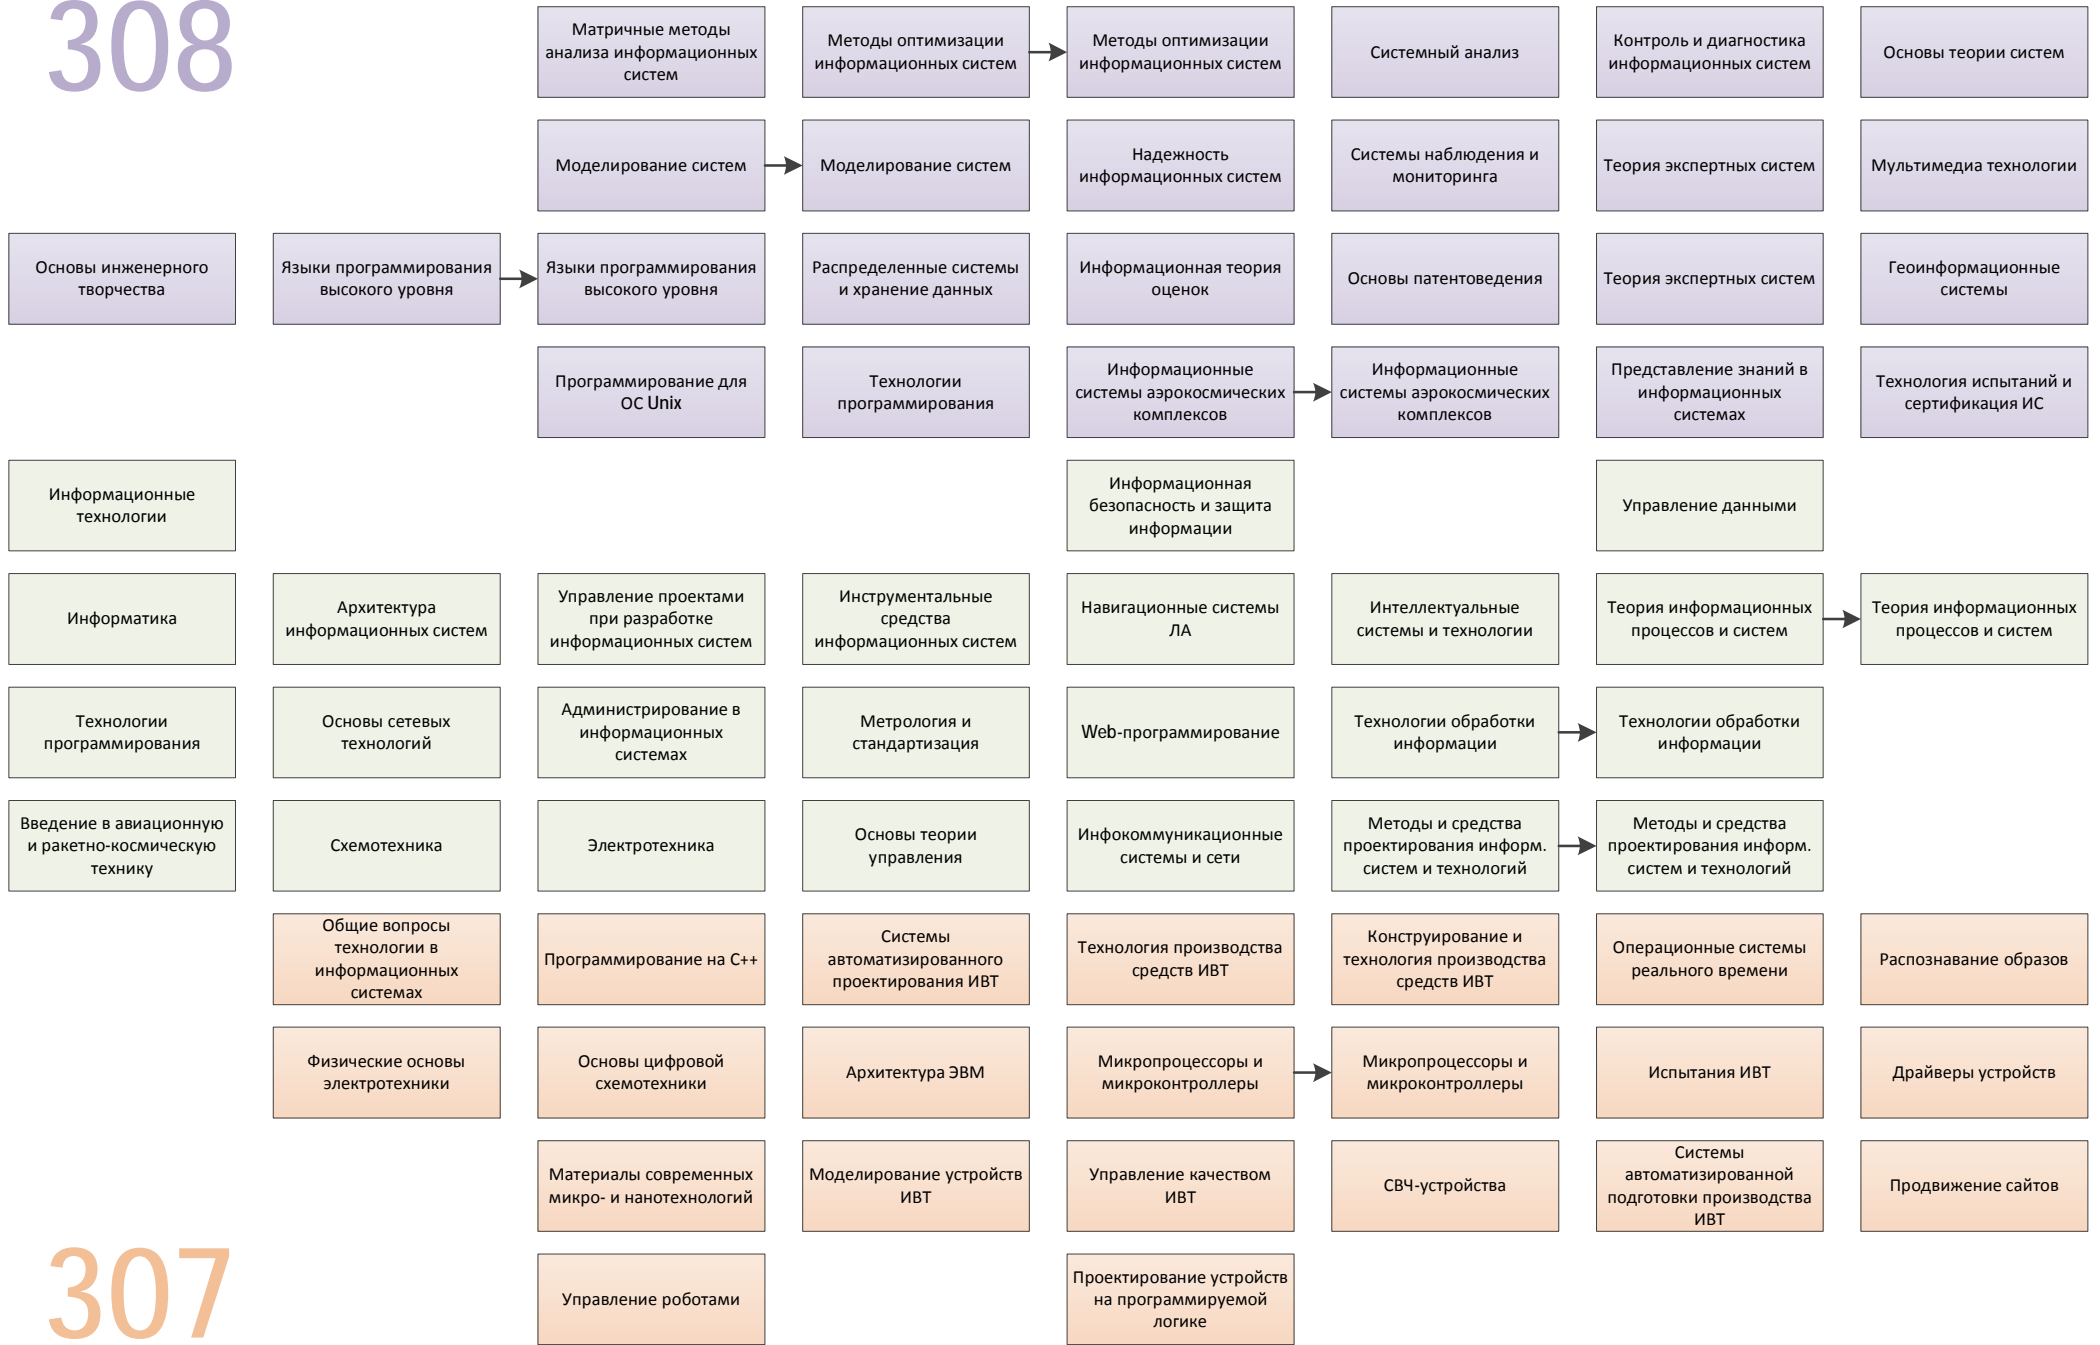 308
Матричные методы
анализа информационных
систем
Методы оптимизации
информационных систем
Методы оптимизации
информационных систем
Системный анализ
Контроль и диагностика
информационных систем
Основы теории систем
Моделирование систем
Моделирование систем
Надежность
информационных систем
Системы наблюдения и
мониторинга
Теория экспертных систем
Мультимедиа технологии
Основы инженерного
творчества
Языки программирования
высокого уровня
Языки программирования
высокого уровня
Распределенные системы
и хранение данных
Информационная теория
оценок
Основы патентоведения
Теория экспертных систем
Геоинформационные
системы
Программирование для
ОС Unix
Технологии
программирования
Информационные
системы аэрокосмических
комплексов
Информационные
системы аэрокосмических
комплексов
Представление знаний в
информационных
системах
Технология испытаний и
сертификация ИС
Информационные
технологии
Информационная
безопасность и защита
информации
Управление данными
Информатика
Архитектура
информационных систем
Управление проектами
при разработке
информационных систем
Инструментальные
средства
информационных систем
Навигационные системы
ЛА
Интеллектуальные
системы и технологии
Теория информационных
процессов и систем
Теория информационных
процессов и систем
Технологии
программирования
Основы сетевых
технологий
Администрирование в
информационных
системах
Метрология и
стандартизация
Web-программирование
Технологии обработки
информации
Технологии обработки
информации
Введение в авиационную
и ракетно-космическую
технику
Схемотехника
Электротехника
Основы теории
управления
Инфокоммуникационные
системы и сети
Методы и средства
проектирования информ.
систем и технологий
Методы и средства
проектирования информ.
систем и технологий
Общие вопросы
технологии в
информационных
системах
Программирование на С++
Системы
автоматизированного
проектирования ИВТ
Технология производства
средств ИВТ
Конструирование и
технология производства
средств ИВТ
Операционные системы
реального времени
Распознавание образов
Физические основы
электротехники
Основы цифровой
схемотехники
Архитектура ЭВМ
Микропроцессоры и
микроконтроллеры
Микропроцессоры и
микроконтроллеры
Испытания ИВТ
Драйверы устройств
Материалы современных
микро- и нанотехнологий
Моделирование устройств
ИВТ
Управление качеством
ИВТ
СВЧ-устройства
Системы
автоматизированной
подготовки производства
ИВТ
Продвижение сайтов
307
Управление роботами
Проектирование устройств
на программируемой
логике